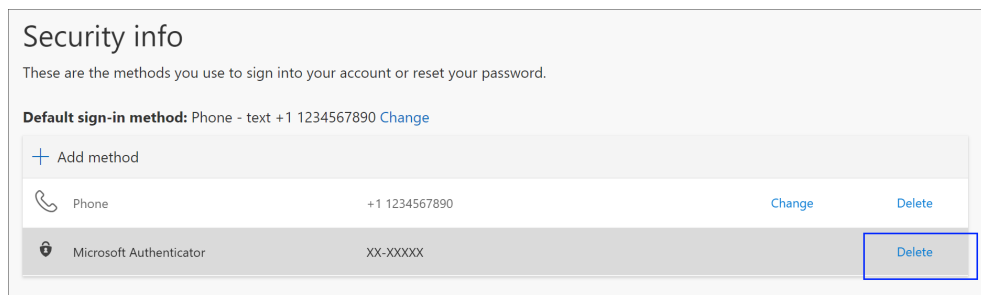 Security info
These are the methods you use to sign into your account or reset your password.
Default sign-in method: Phone - text +1 1234567890 Change
Add method
Phone +1 1234567890 Change Delete
Microsoft Authenticator XX-XXXXX Delete